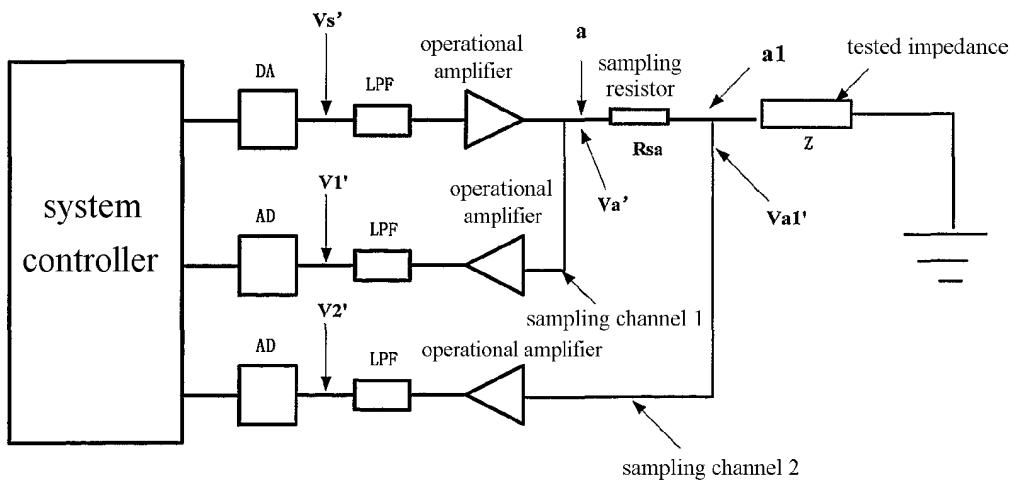 Vs’
a
operational
amplifier
sampling
resistor
a1
tested impedance
DA
LPF
Rsa
Z
system
controller
V1'
operational
amplifier
Va’
Va1'
AD
LPF
sampling channel 1
V2'
AD
LPF
operational amplifier
sampling channel 2